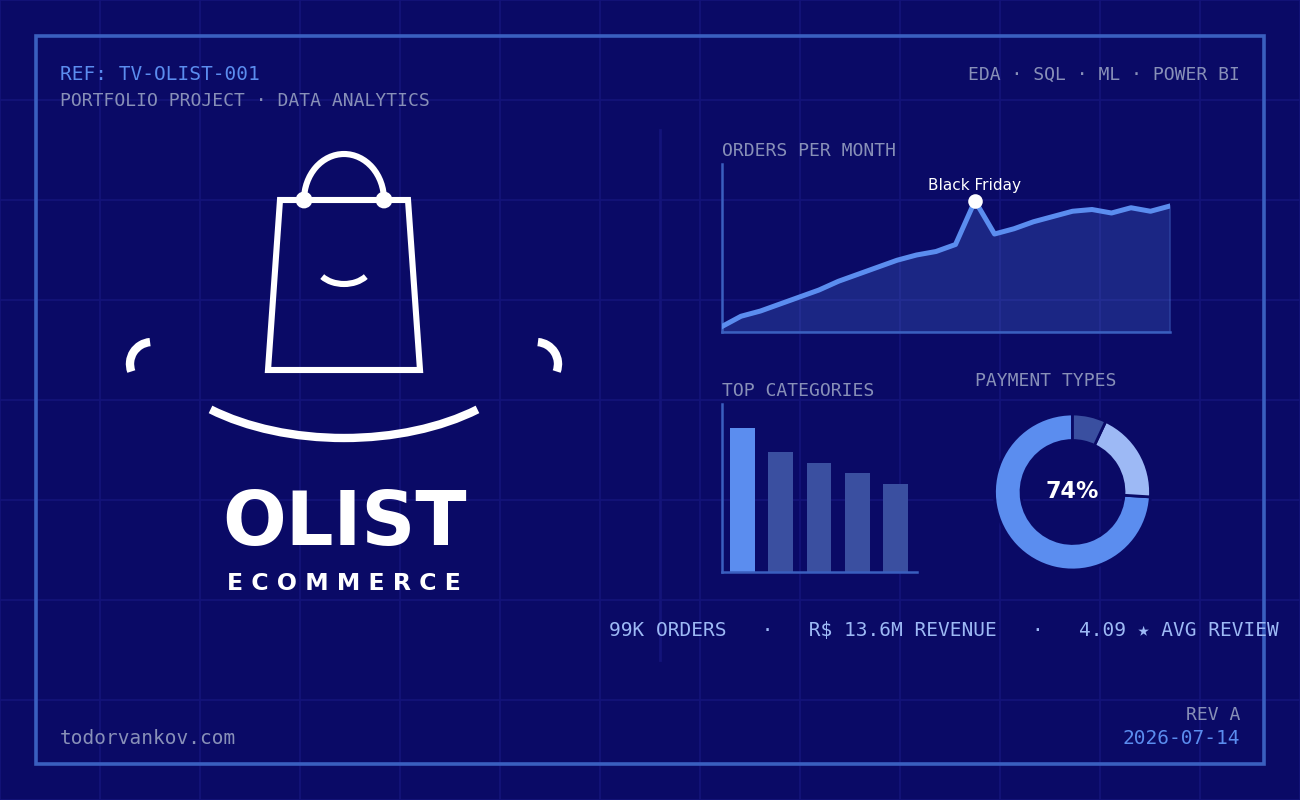 REF: TV-OLIST-001
PORTFOLIO PROJECT · DATA ANALYTICS
EDA · SQL · ML · POWER BI
ORDERS PER MONTH
Black Friday
TOP CATEGORIES
PAYMENT TYPES
74%
OLIST
ECOMMERCE
99K ORDERS · R$ 13.6M REVENUE · 4.09 ★ AVG REVIEW
todorvankov.com
REV A
2026-07-14